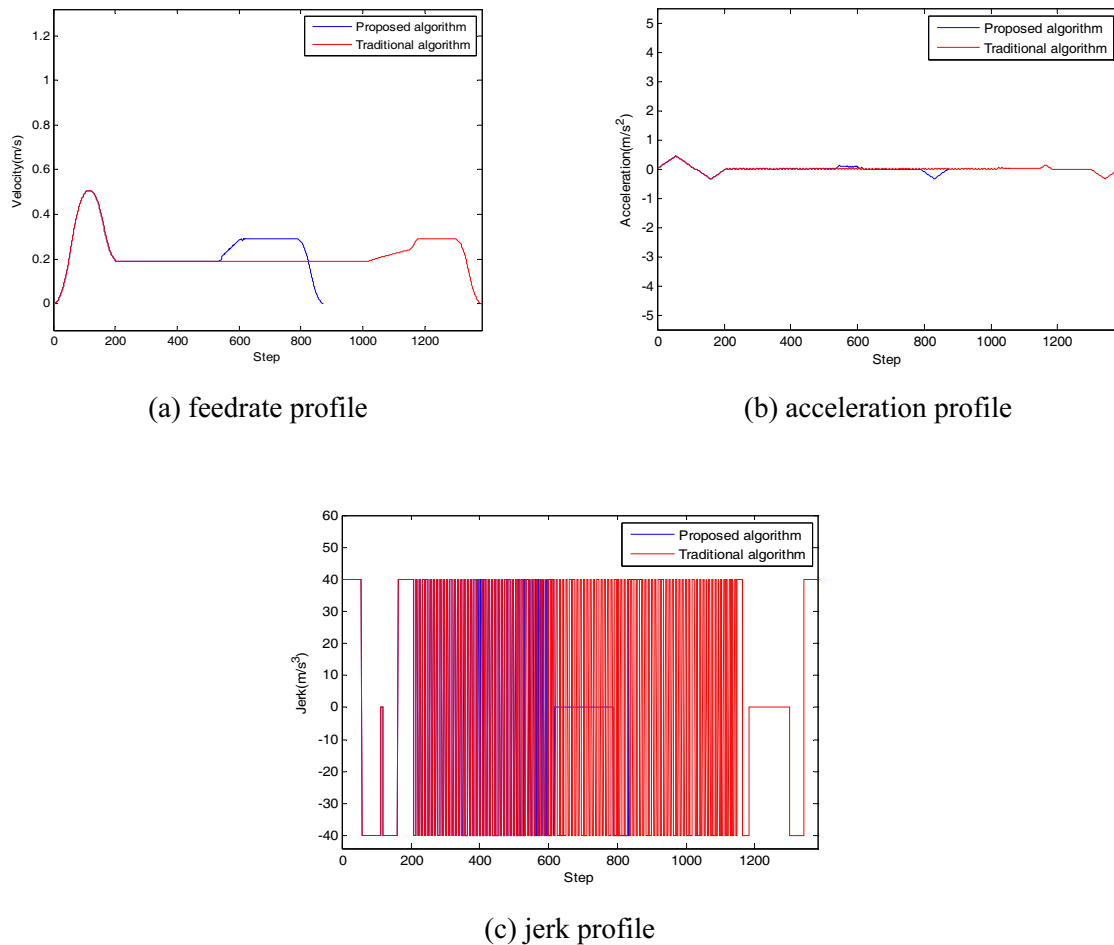 Proposed algorithm
Traditional algorithm
Velocity(m/s)
1.2
1
0.8
0.6
0.4
0.2
0
0 200 400 600 800 1000 1200
Step
(a) feedrate profile
Proposed algorithm
Traditional algorithm
Acceleration(m/s²)
5
4
3
2
1
0
-1
-2
-3
-4
-5
0 200 400 600 800 1000 1200
Step
(b) acceleration profile
Proposed algorithm
Traditional algorithm
Jerk(m/s³)
60
50
40
30
20
10
0
-10
-20
-30
-40
0 200 400 600 800 1000 1200
Step
(c) jerk profile